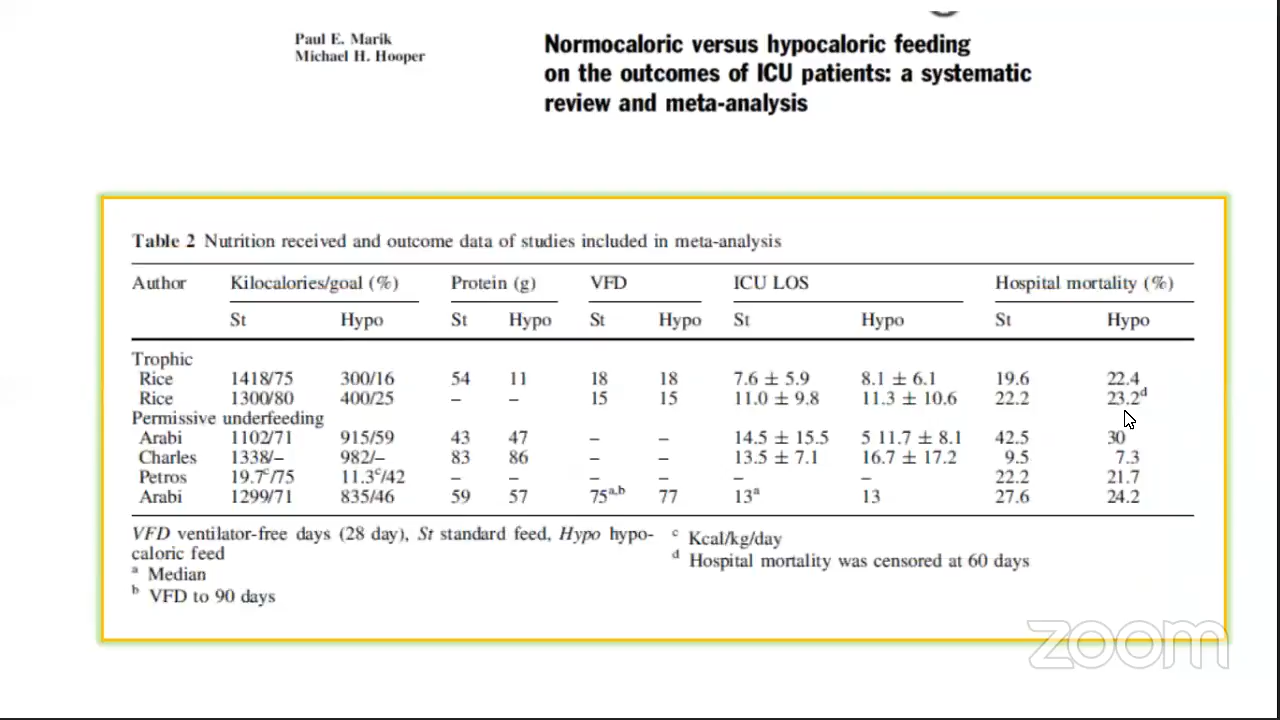 Paul E. Marik
Michael H. Hooper
Normocaloric versus hypocaloric feeding
on the outcomes of ICU patients: a systematic
review and meta-analysis
Table 2 Nutrition received and outcome data of studies included in meta-analysis
Author Kilocalories/goal (%) Protein (g) VFD ICU LOS Hospital mortality (%)
St Hypo St Hypo St Hypo St Hypo St Hypo
Trophic
Rice 1418/75 300/16 54 11 18 18 7.6 ± 5.9 8.1 ± 6.1 19.6 22.4
Rice 1300/80 400/25 – – 15 15 11.0 ± 9.8 11.3 ± 10.6 22.2 23.2d
Permissive underfeeding
Arabi 1102/71 915/59 43 47 – – 14.5 ± 15.5 5 11.7 ± 8.1 42.5 30
Charles 1338/– 982/– 83 86 – – 13.5 ± 7.1 16.7 ± 17.2 9.5 7.3
Petros 19.7c/75 11.3c/42 – – – – – – 22.2 21.7
Arabi 1299/71 835/46 59 57 75a,b 77 13a 13 27.6 24.2
VFD ventilator-free days (28 day), St standard feed, Hypo hypo-
caloric feed
a Median
b VFD to 90 days
c Kcal/kg/day
d Hospital mortality was censored at 60 days
zoom